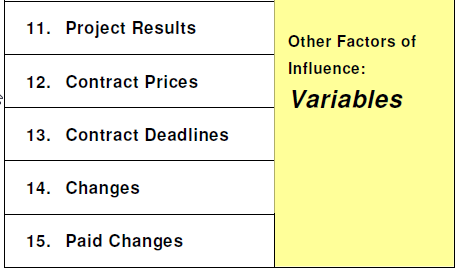 11. Project Results
12. Contract Prices
13. Contract Deadlines
14. Changes
15. Paid Changes
Other Factors of
Influence:
Variables